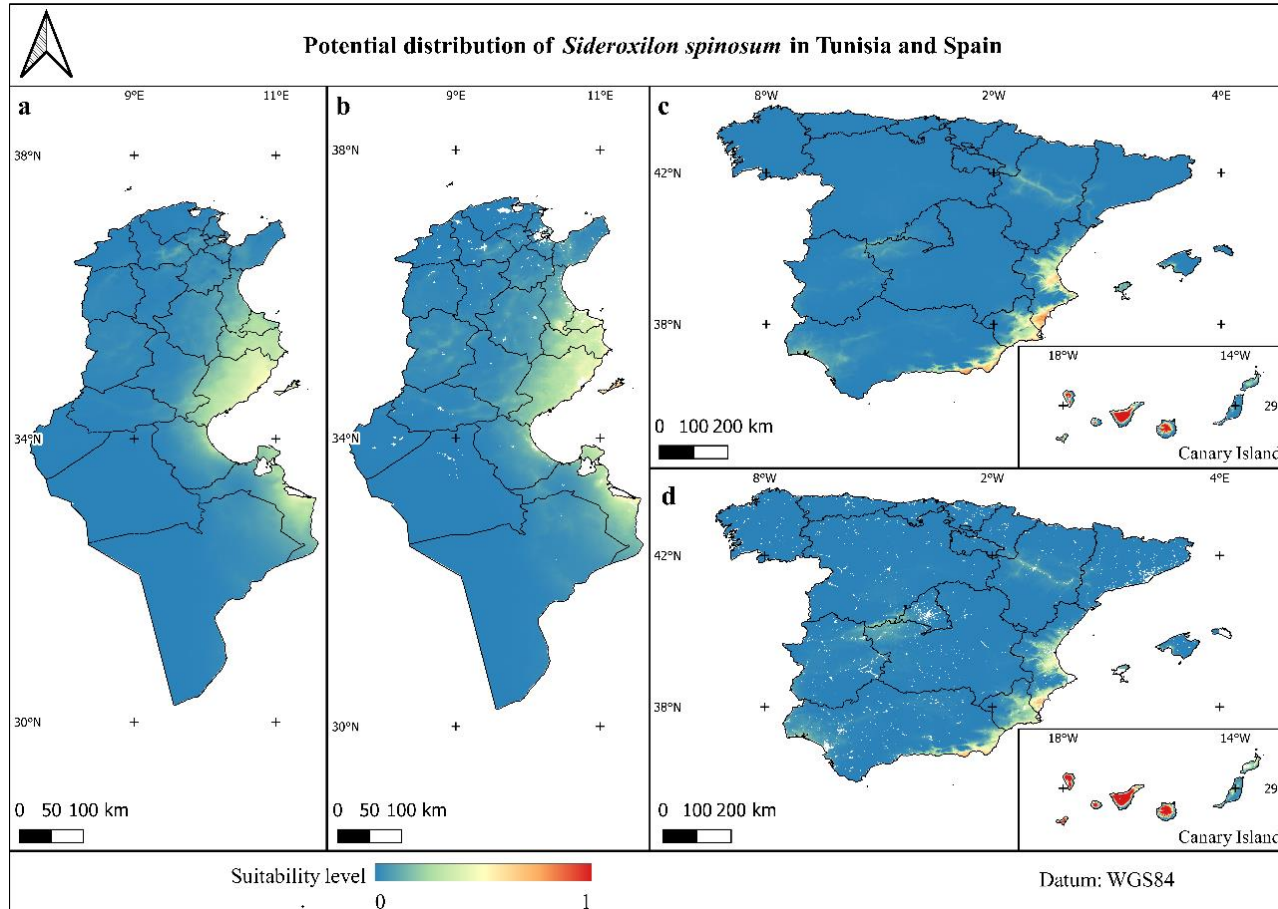 Potential distribution of Sideroxilon spinosum in Tunisia and Spain
a
9°E
11°E
38°N
34°N
30°N
0 50 100 km
b
9°E
11°E
38°N
34°N
30°N
0 50 100 km
c
8°W
2°W
4°E
42°N
38°N
0 100 200 km
18°W
14°W
29
Canary Island
d
8°W
2°W
4°E
42°N
38°N
0 100 200 km
18°W
14°W
29
Canary Island
Suitability level
0
1
Datum: WGS84